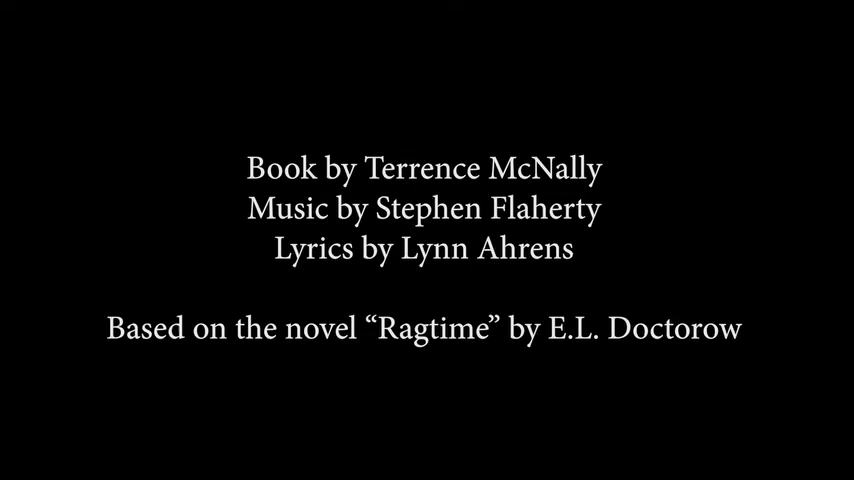 Book by Terrence McNally
Music by Stephen Flaherty
Lyrics by Lynn Ahrens
Based on the novel “Ragtime” by E.L. Doctorow